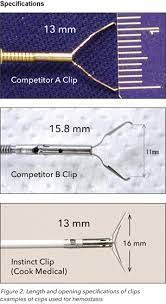 Specifications
13 mm
1
Competitor A Clip
15.8 mm
11mm
Competitor B Clip
13 mm
Instinct Clip
(Cook Medical)
16 mm
Figure 2: Length and opening specifications of clips
examples of clips used for hemostasis